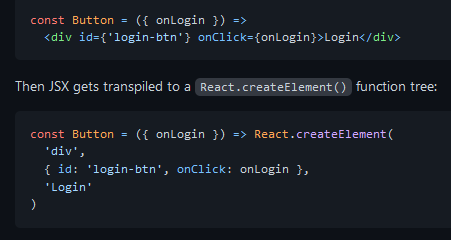 const Button = ({ onLogin }) =>
  <div id={'login-btn'} onClick={onLogin}>Login</div>
Then JSX gets transpiled to a React.createElement() function tree:
const Button = ({ onLogin }) => React.createElement(
  'div',
  { id: 'login-btn', onClick: onLogin },
  'Login'
)